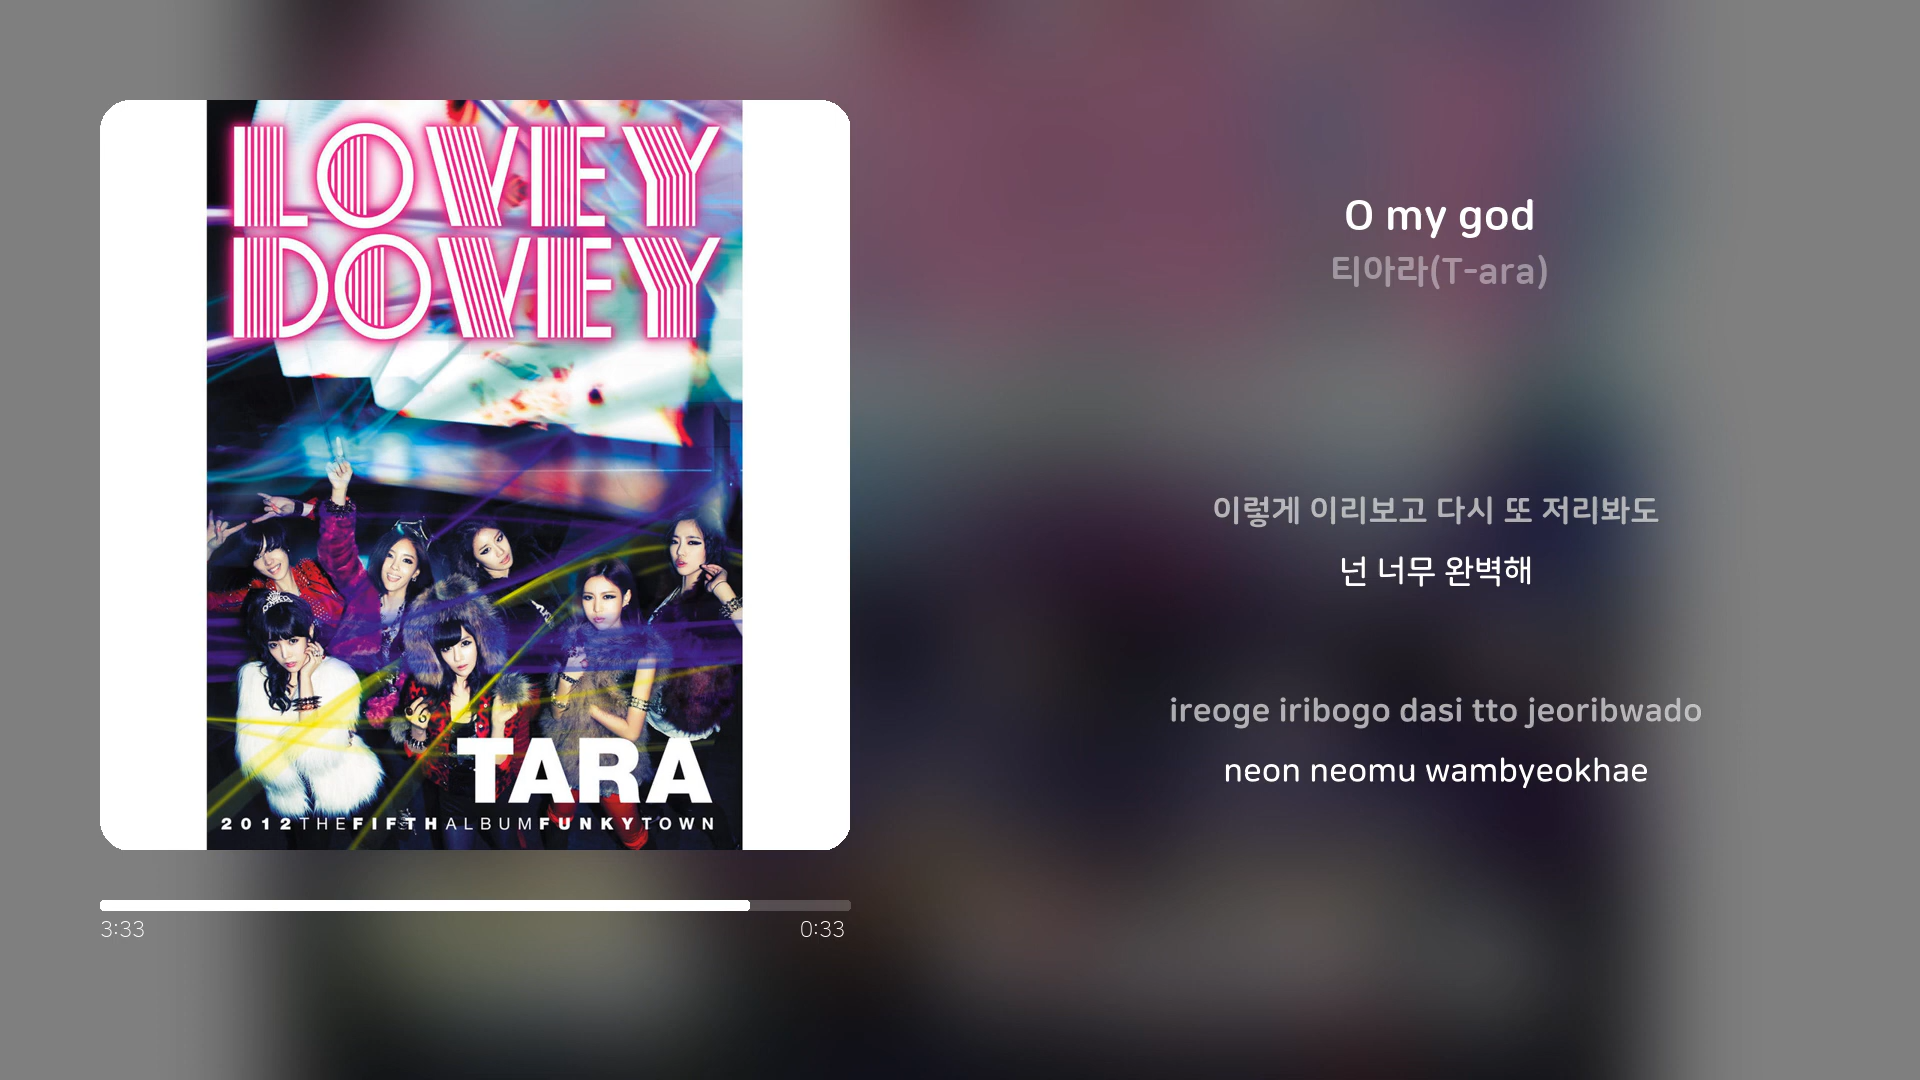 LOVEY
DOVEY
TARA
2012THEFIFTHALBUMFUNKYTOWN
3:33
0:33
O my god
티아라(T-ara)
이렇게 이리보고 다시 또 저리봐도
넌 너무 완벽해
ireoge iribogo dasi tto jeoribwado
neon neomu wambyeokhae